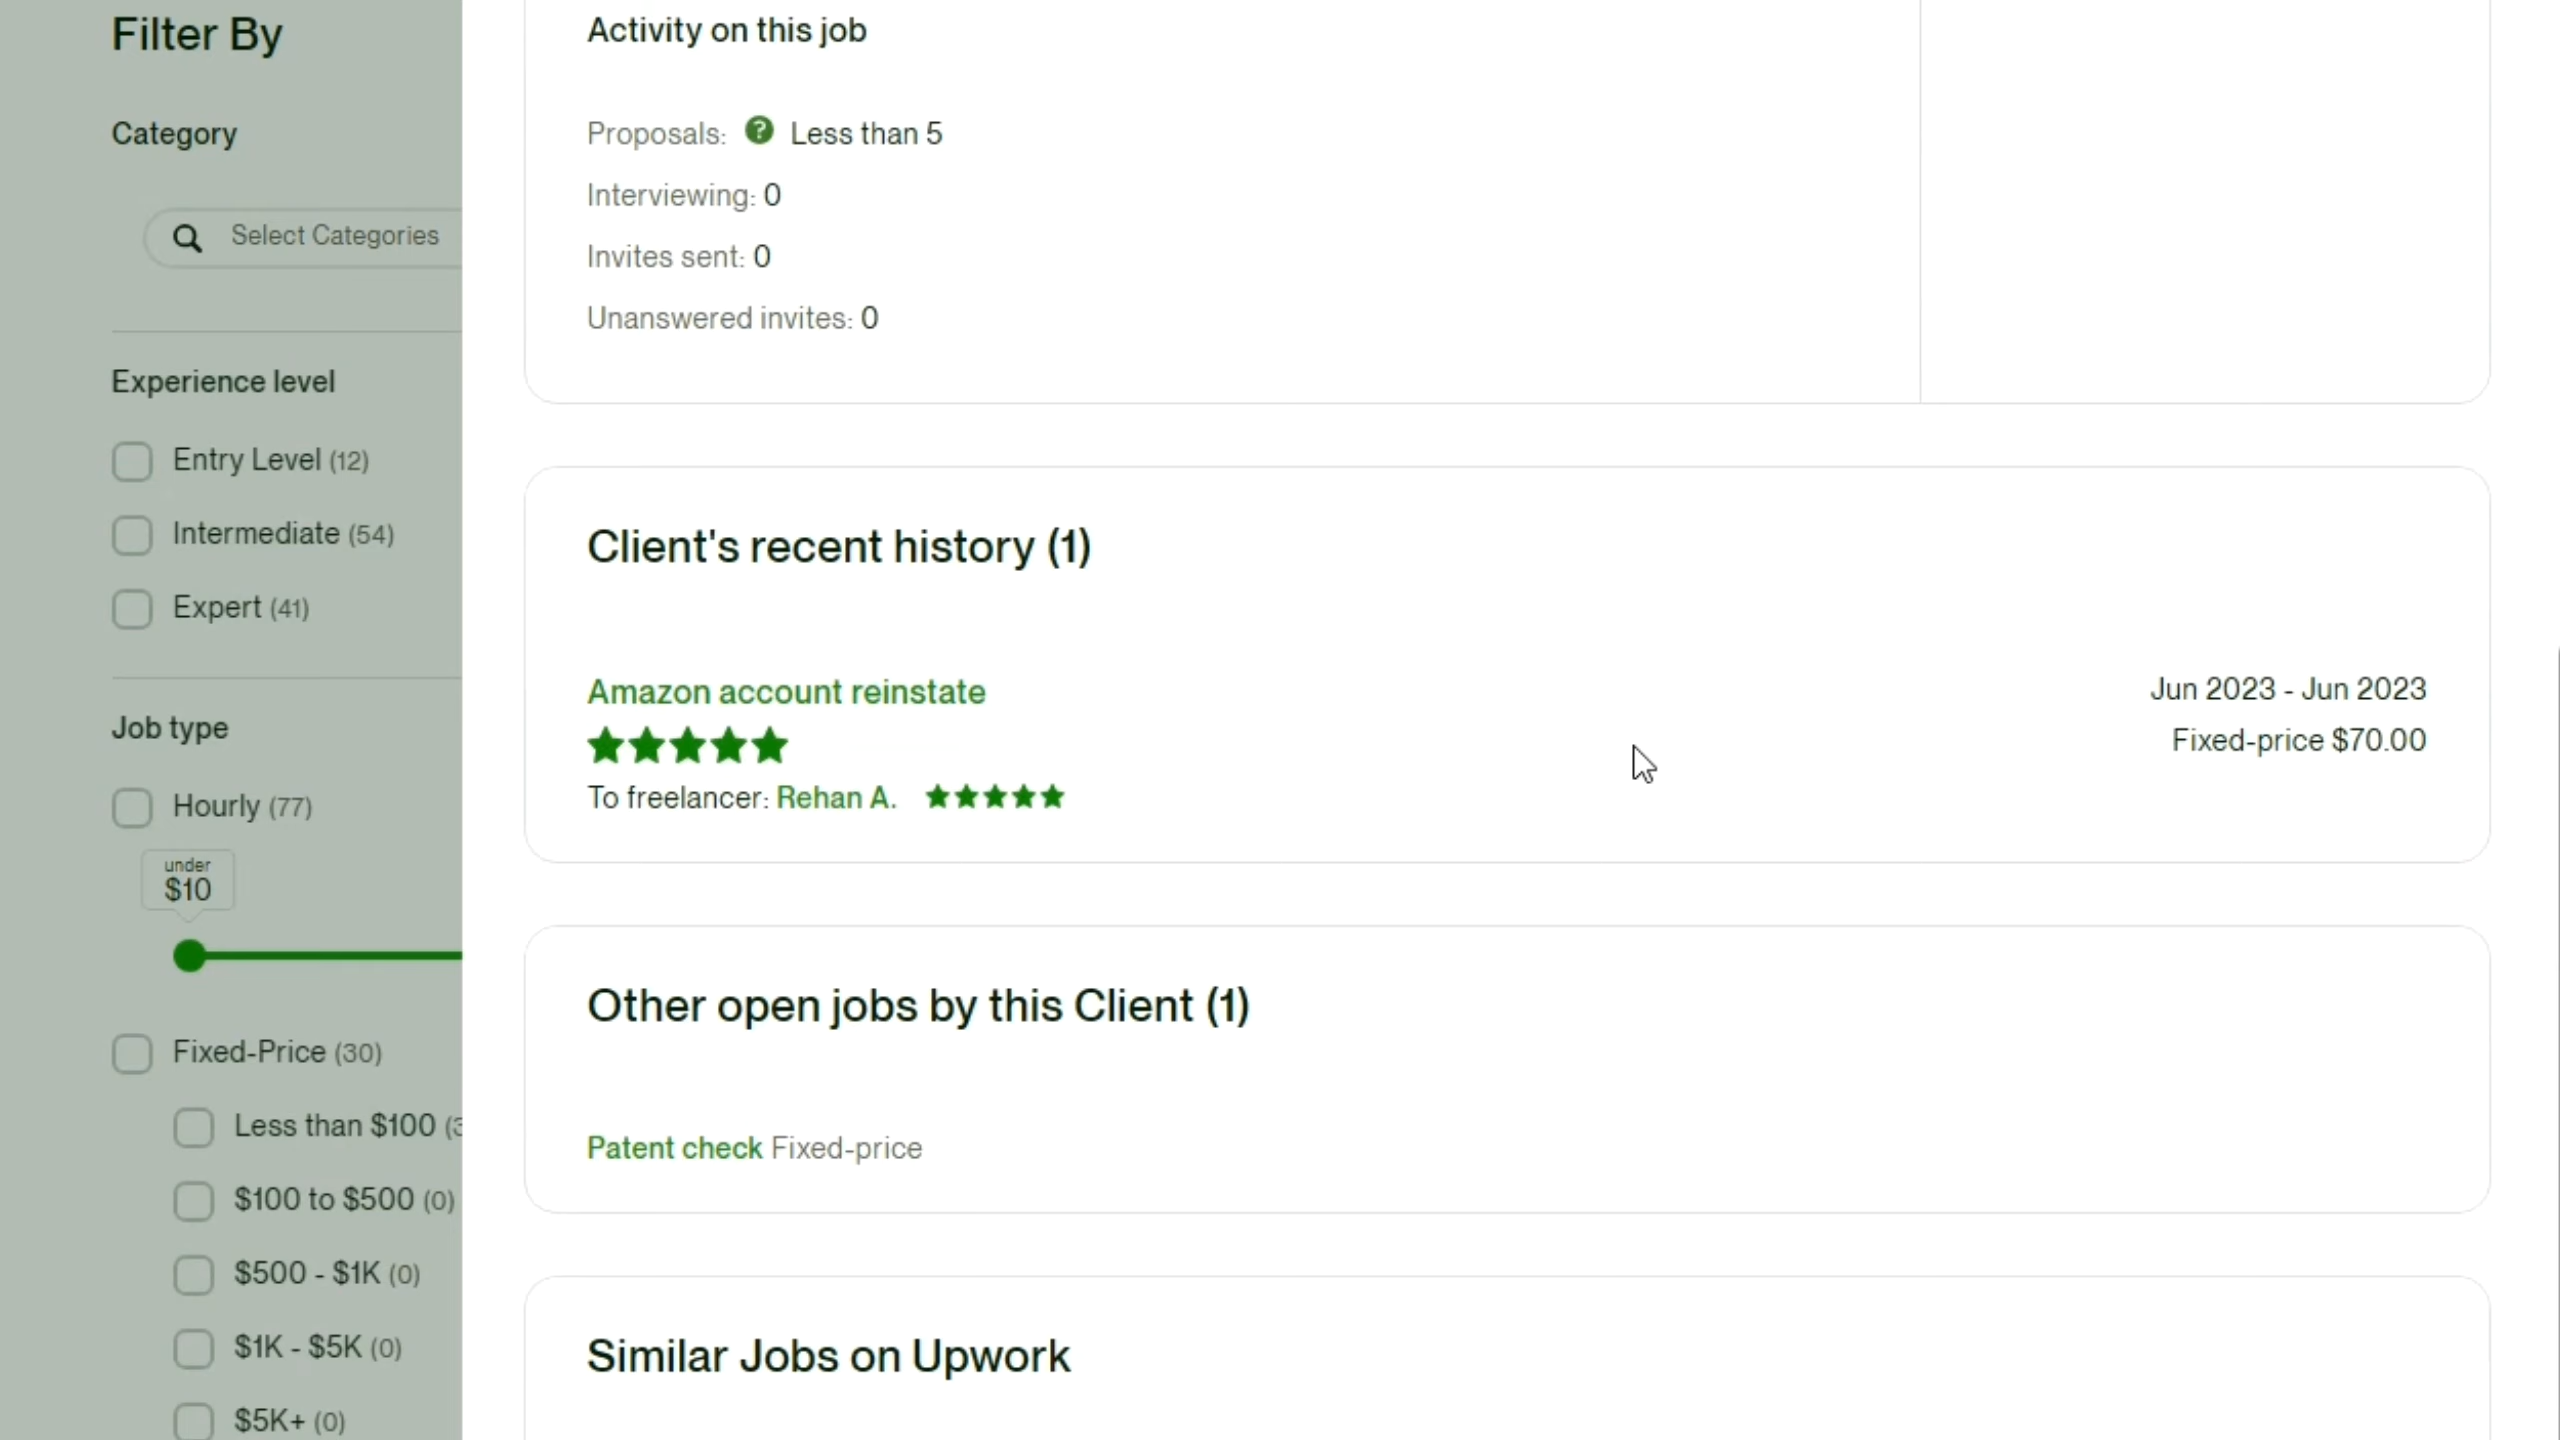 Filter By
Category
Select Categories
Experience level
Entry Level (12)
Intermediate (54)
Expert (41)
Job type
Hourly (77)
under
$10
Fixed-Price (30)
Less than $100
$100 to $500 (0)
$500 - $1K (0)
$1K - $5K (0)
$5K+ (0)
Activity on this job
Proposals: ? Less than 5
Interviewing: 0
Invites sent: 0
Unanswered invites: 0
Client's recent history (1)
Amazon account reinstate
Jun 2023 - Jun 2023
Fixed-price $70.00
To freelancer: Rehan A.
Other open jobs by this Client (1)
Patent check Fixed-price
Similar Jobs on Upwork